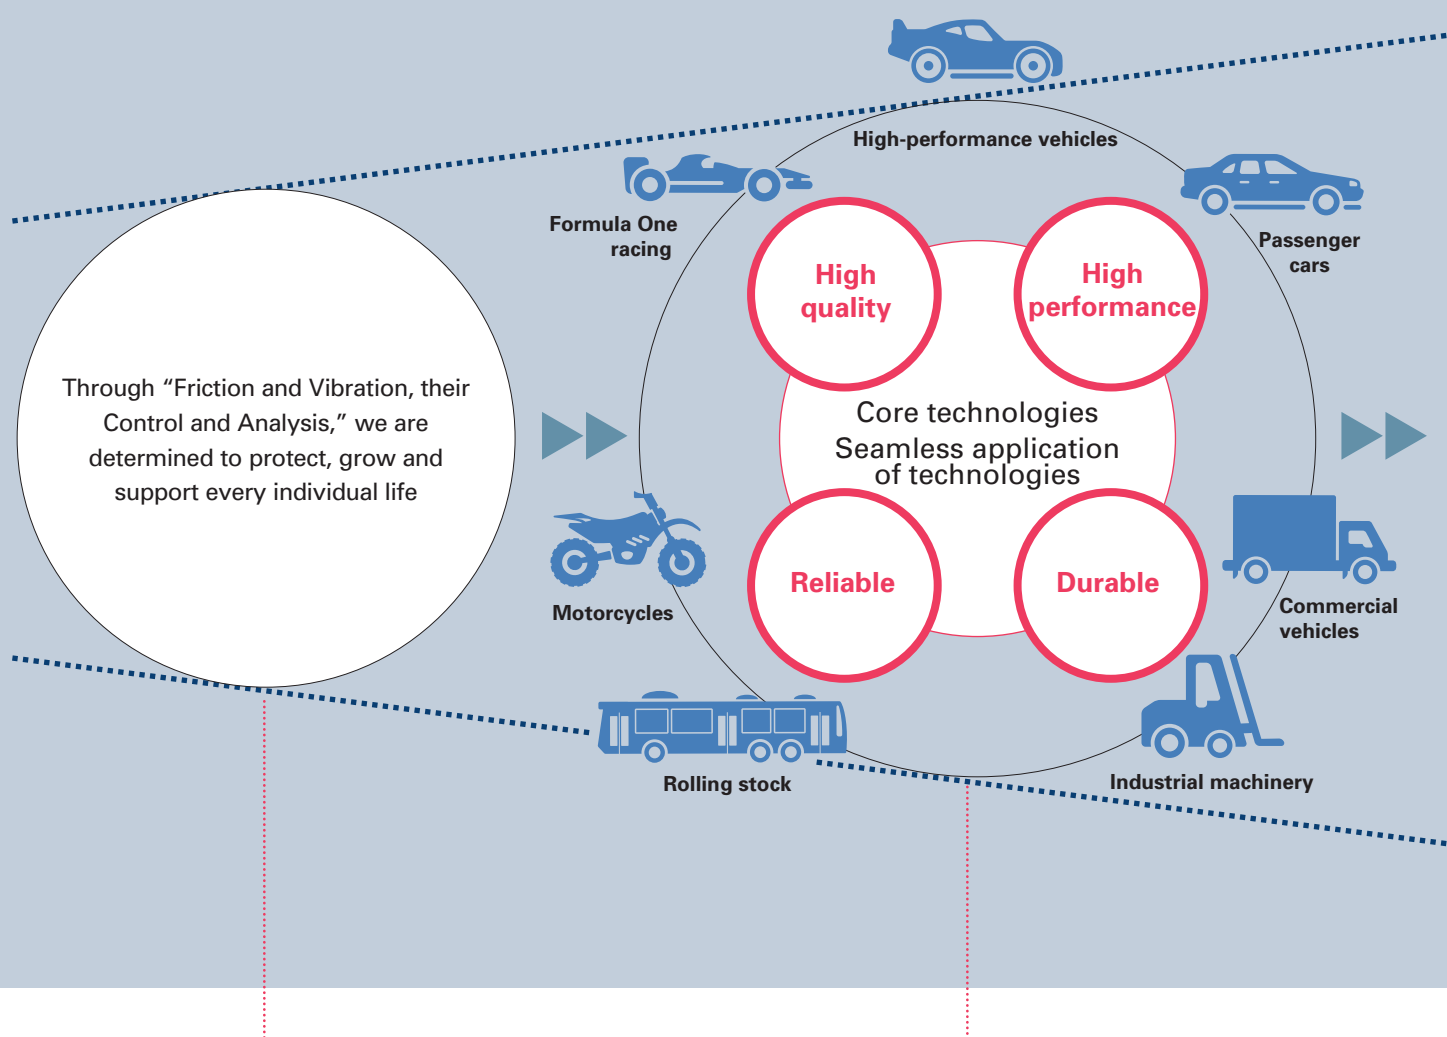 High-performance vehicles
Formula One
racing
Passenger
cars
High
quality
High
performance
Through “Friction and Vibration, their
Control and Analysis,” we are
determined to protect, grow and
support every individual life
Core technologies
Seamless application
of technologies
Reliable
Durable
Motorcycles
Commercial
vehicles
Rolling stock
Industrial machinery